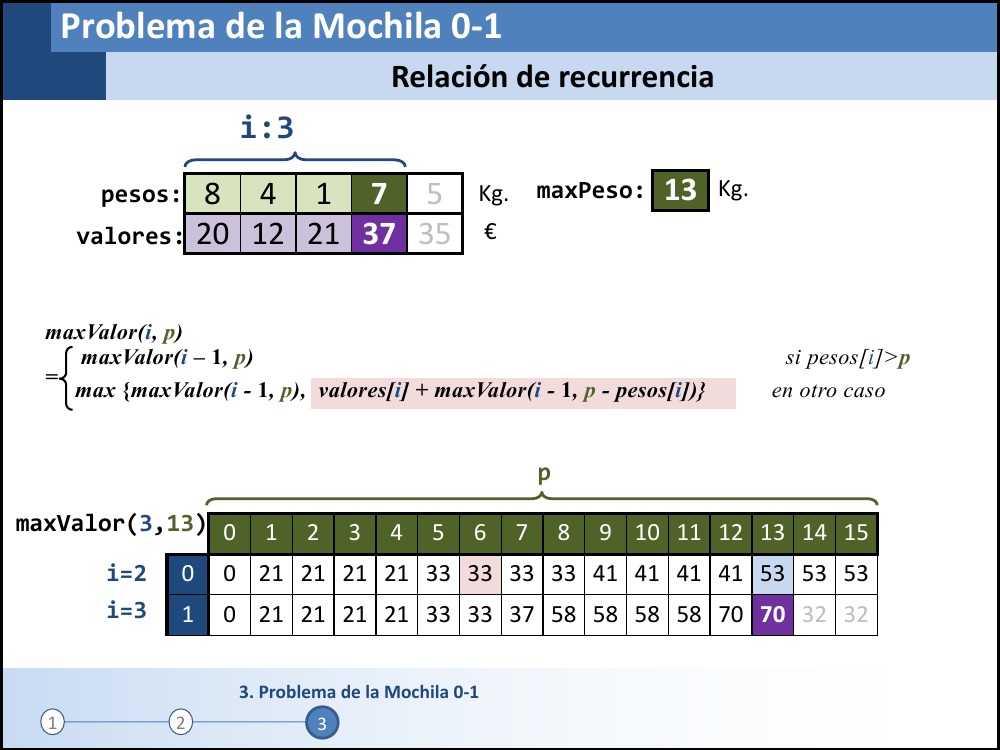 Problema de la Mochila 0-1
Relación de recurrencia
i:3
pesos: 8 4 1 7 5 Kg. maxPeso: 13 Kg.
valores: 20 12 21 37 35 €
maxValor(i, p)
maxValor(i – 1, p) si pesos[i]>p
= max {maxValor(i - 1, p), valores[i] + maxValor(i - 1, p - pesos[i])} en otro caso
p
maxValor(3,13) 0 1 2 3 4 5 6 7 8 9 10 11 12 13 14 15
i=2 0 0 21 21 21 21 33 33 33 33 41 41 41 41 53 53 53
i=3 1 0 21 21 21 21 33 33 37 58 58 58 58 70 70 32 32
3. Problema de la Mochila 0-1
1 2 3